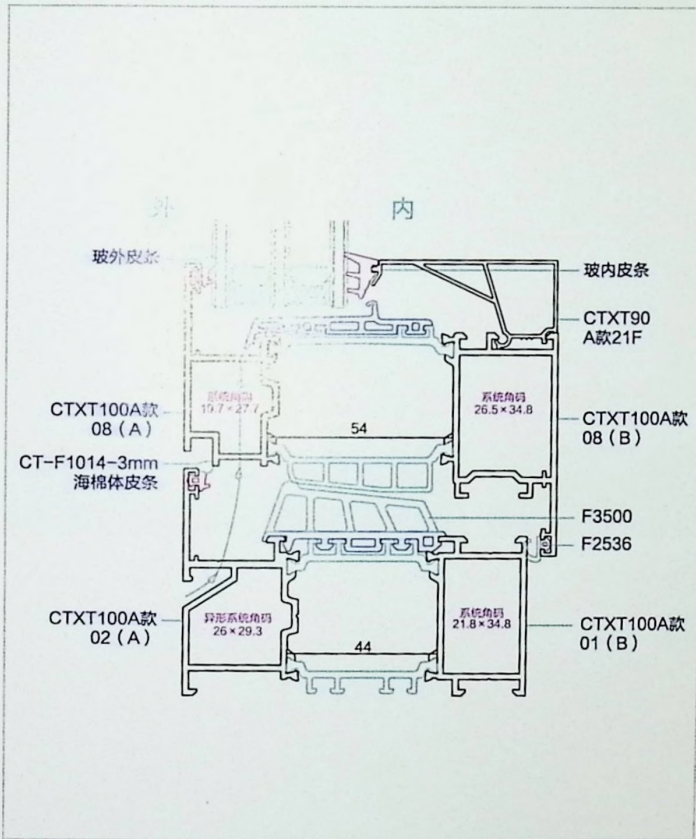 外 内
玻外皮条
玻内皮条
CTXT90
A款21F
系统角码
19.7×27.7
系统角码
26.5×34.8
CTXT100A款
08（A）
54
CTXT100A款
08（B）
CT-F1014-3mm
海棉体皮条
F3500
F2536
CTXT100A款
02（A）
异形系统角码
26×29.3
44
系统角码
21.8×34.8
CTXT100A款
01（B）